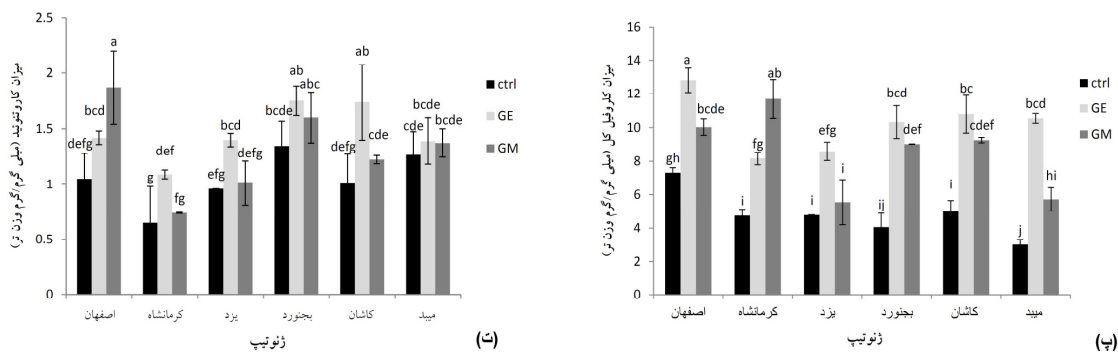 میزان کلروفیل کل (میلی گرم/گرم وزن تر)
16
14
12
10
8
6
4
2
0
gh a bcde
i fg ab
i efg i
ij bcd def
i bc cdef
j bcd hi
اصفهان کرمانشاه یزد بجنورد کاشان میبد
ژنوتیپ
ctrl
GE
GM
(پ)
میزان کاروتنوئید (میلی گرم/گرم وزن تر)
2.5
2
1.5
1
0.5
0
defg bcd a
g def fg
efg bcd defg
bcde ab abc
defg ab cde
cde bcde bcde
اصفهان کرمانشاه یزد بجنورد کاشان میبد
ژنوتیپ
ctrl
GE
GM
(ت)